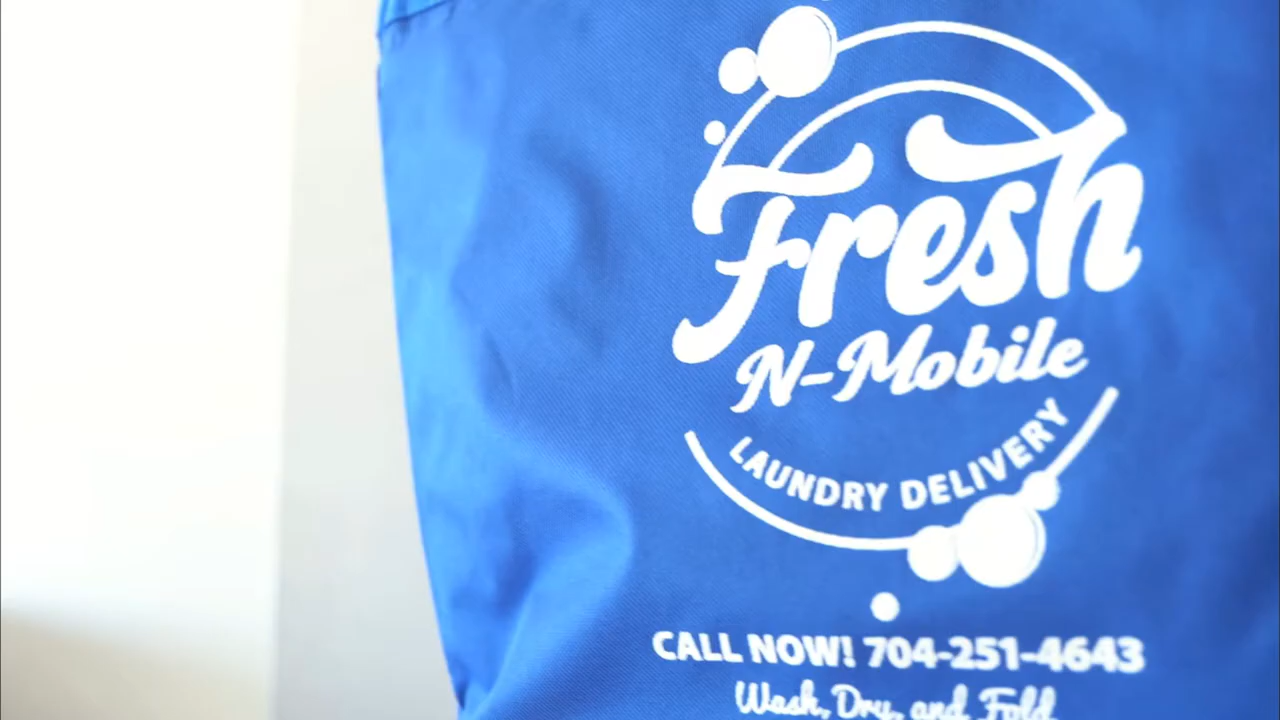 Fresh
N-Mobile
LAUNDRY DELIVERY
CALL NOW! 704-251-4643
Wash, Dry, and Fold